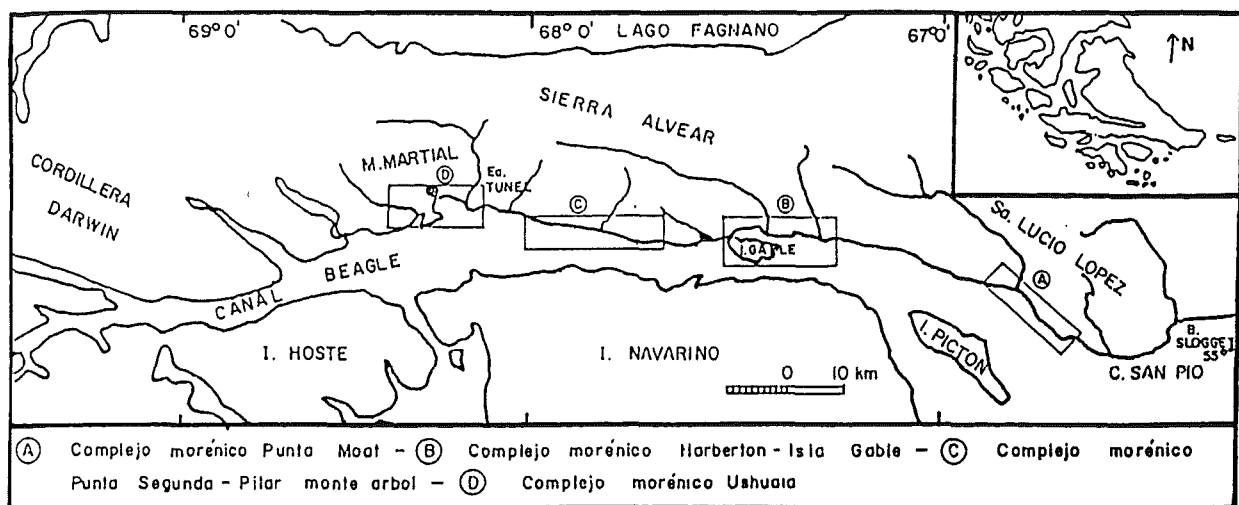 69° 0'
68° 0'
67° 0'
LAGO FAGNANO
N
SIERRA ALVEAR
M. MARTIAL
CORDILLERA
DARWIN
D
Ea.
TUNEL
C
B
I. GABLE
Sa. LUCIO LOPEZ
A
CANAL BEAGLE
I. HOSTE
I. NAVARINO
I. PICTON
B.
SLOGGET
55°
C. SAN PIO
0 10 km
A Complejo morénico Punta Moat - B Complejo morénico Harberton - Isla Gable - C Complejo morénico
Punta Segunda - Pilar monte arbol - D Complejo morénico Ushuaia